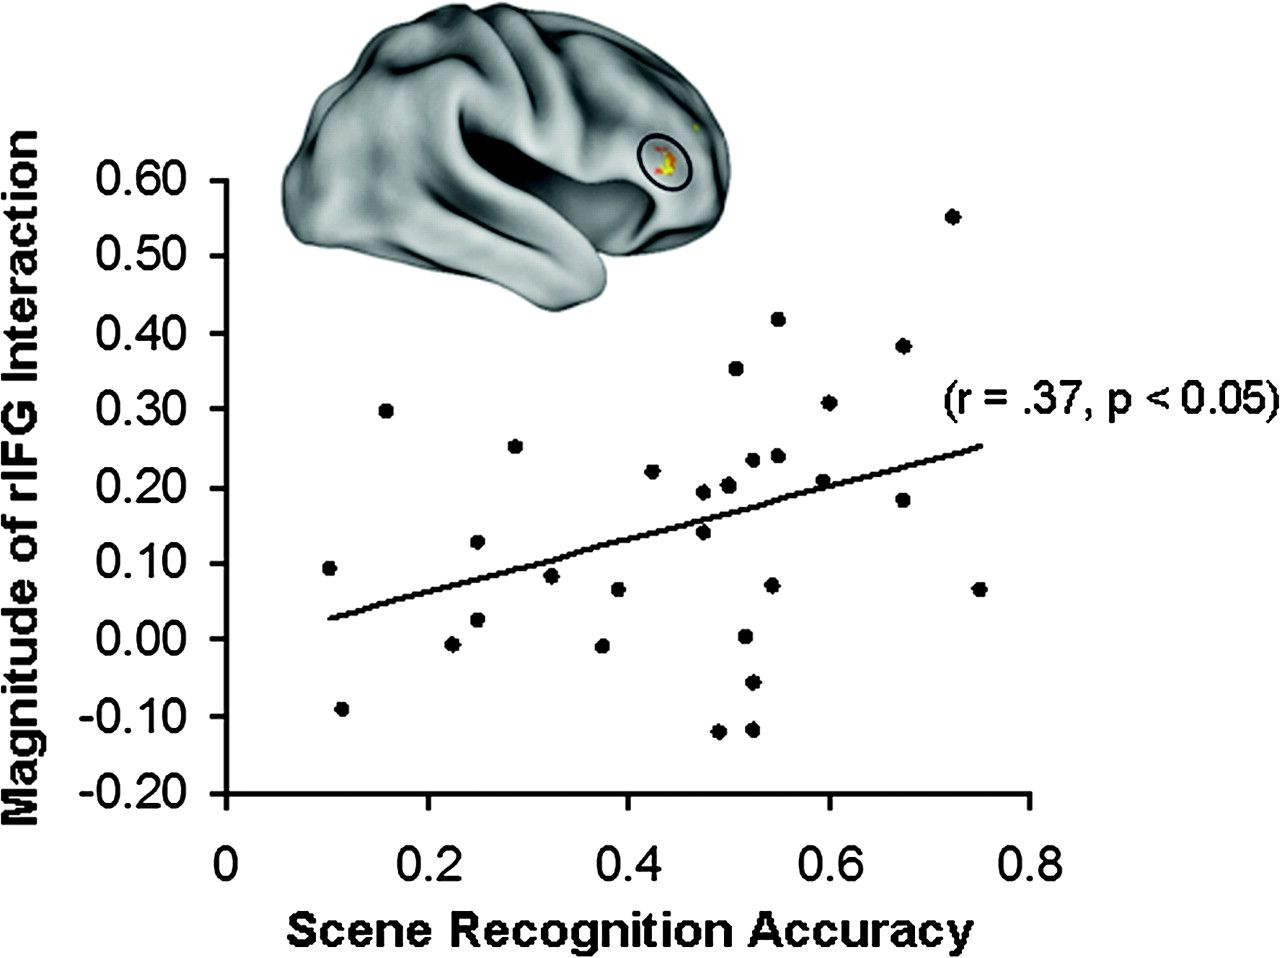 Magnitude of rIFG Interaction
0.60
0.50
0.40
0.30
0.20
0.10
0.00
-0.10
-0.20
(r = .37, p < 0.05)
0 0.2 0.4 0.6 0.8
Scene Recognition Accuracy